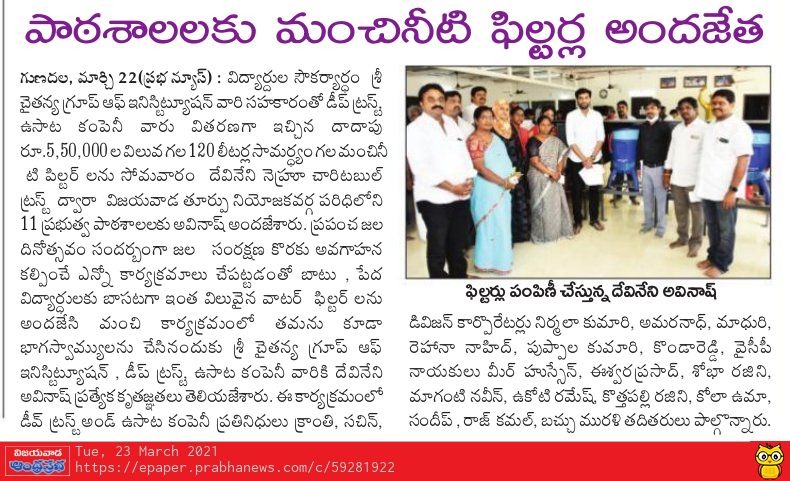 పాఠశాలలకు మంచినీటి ఫిల్టర్ల అందజేత
గుణదల, మార్చి 22(ప్రభ న్యూస్) : విద్యార్థుల సౌకర్యార్థం శ్రీ
చైతన్య గ్రూప్ ఆఫ్ ఇనిస్టిట్యూషన్ వారి సహకారంతో డీప్ ట్రస్ట్,
ఉసాట కంపెనీ వారు వితరణగా ఇచ్చిన దాదాపు
రూ.5,50,000 ల విలువ గల 120 లీటర్ల సామర్థ్యం గల మంచినీ
టి పిల్టర్ లను సోమవారం దేవినేని నెహ్రూ చారిటబుల్
ట్రస్ట్ ద్వారా విజయవాడ తూర్పు నియోజకవర్గ పరిధిలోని
11 ప్రభుత్వ పాఠశాలలకు అవినాష్ అందజేశారు. ప్రపంచ జల
దినోత్సవం సందర్బంగా జల సంరక్షణ కొరకు అవగాహన
కల్పించే ఎన్నో కార్యక్రమాలు చేపట్టడంతో బాటు , పేద
విద్యార్థులకు బాసటగా ఇంత విలువైన వాటర్ ఫిల్టర్ లను
అందజేసి మంచి కార్యక్రమంలో తమను కూడా
భాగస్వామ్యులను చేసినందుకు శ్రీ చైతన్య గ్రూప్ ఆఫ్
ఇనిస్టిట్యూషన్ , డీప్ ట్రస్ట్, ఉసాట కంపెనీ వారికి దేవినేని
అవినాష్ ప్రత్యేక కృతజ్ఞతలు తెలియజేశారు. ఈ కార్యక్రమంలో
డీవ్ ట్రస్ట్ అండ్ ఉసాట కంపెనీ ప్రతినిధులు క్రాంతి, సచిన్,
ఫిల్టర్లు పంపిణీ చేస్తున్న దేవినేని అవినాష్
డివిజన్ కార్పొరేటర్లు నిర్మలా కుమారి, అమరనాధ్, మాధురి,
రెహానా నాహిద్, పుప్పాల కుమారి, కొండారెడ్డి, వైసీపీ
నాయకులు మీర్ హుస్సేన్, ఈశ్వరప్రసాద్, శోభా రజిని,
మాగంటి నవీన్, ఉకోటి రమేష్, కొత్తపల్లి రజిని, కోలా ఉమా,
సందీప్ , రాజ్ కమల్, బచ్చు మురళి తదితరులు పాల్గొన్నారు.
విజయవాడ
ఆంధ్రప్రభ
Tue, 23 March 2021
https://epaper.prabhanews.com/c/59281922